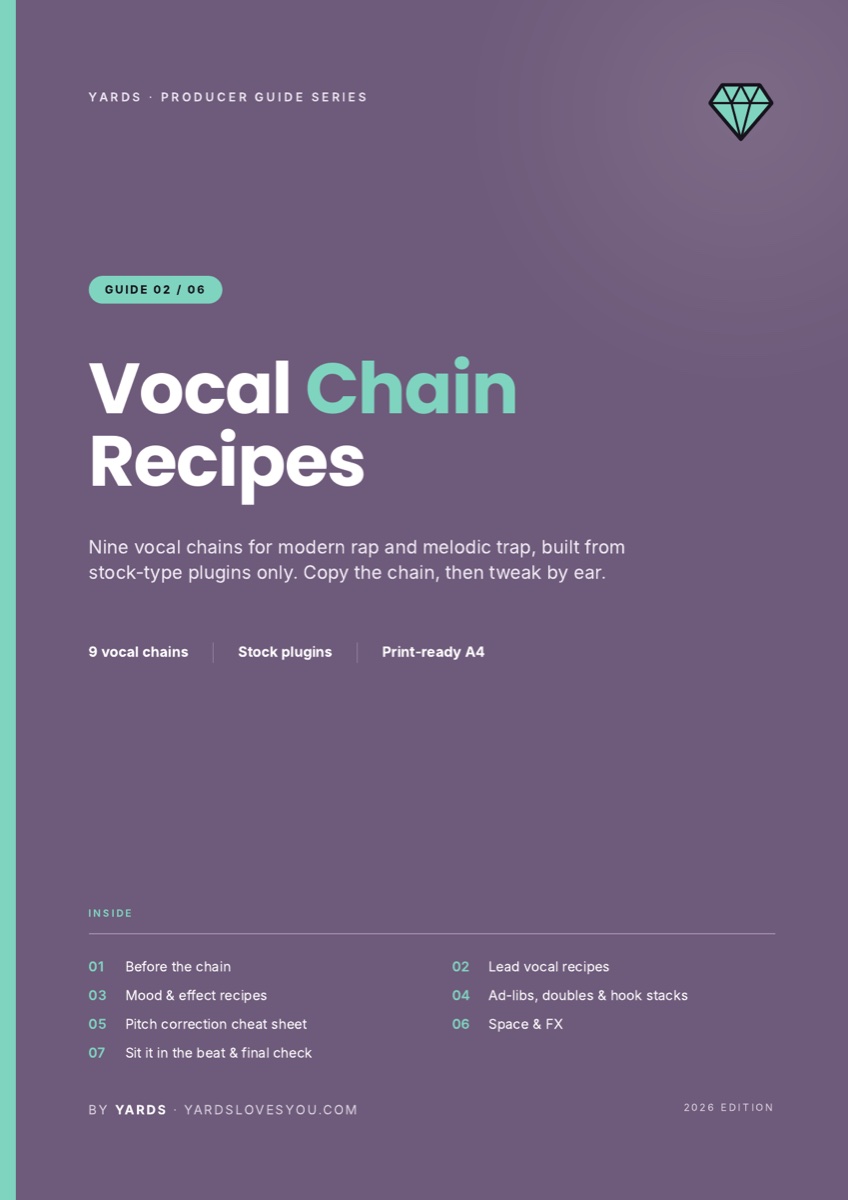 YARDS · PRODUCER GUIDE SERIES
GUIDE 02 / 06
Vocal Chain
Recipes
Nine vocal chains for modern rap and melodic trap, built from
stock-type plugins only. Copy the chain, then tweak by ear.
9 vocal chains
Stock plugins
Print-ready A4
INSIDE
01 Before the chain
02 Lead vocal recipes
03 Mood & effect recipes
04 Ad-libs, doubles & hook stacks
05 Pitch correction cheat sheet
06 Space & FX
07 Sit it in the beat & final check
BY YARDS · YARDSLOVESYOU.COM
2026 EDITION